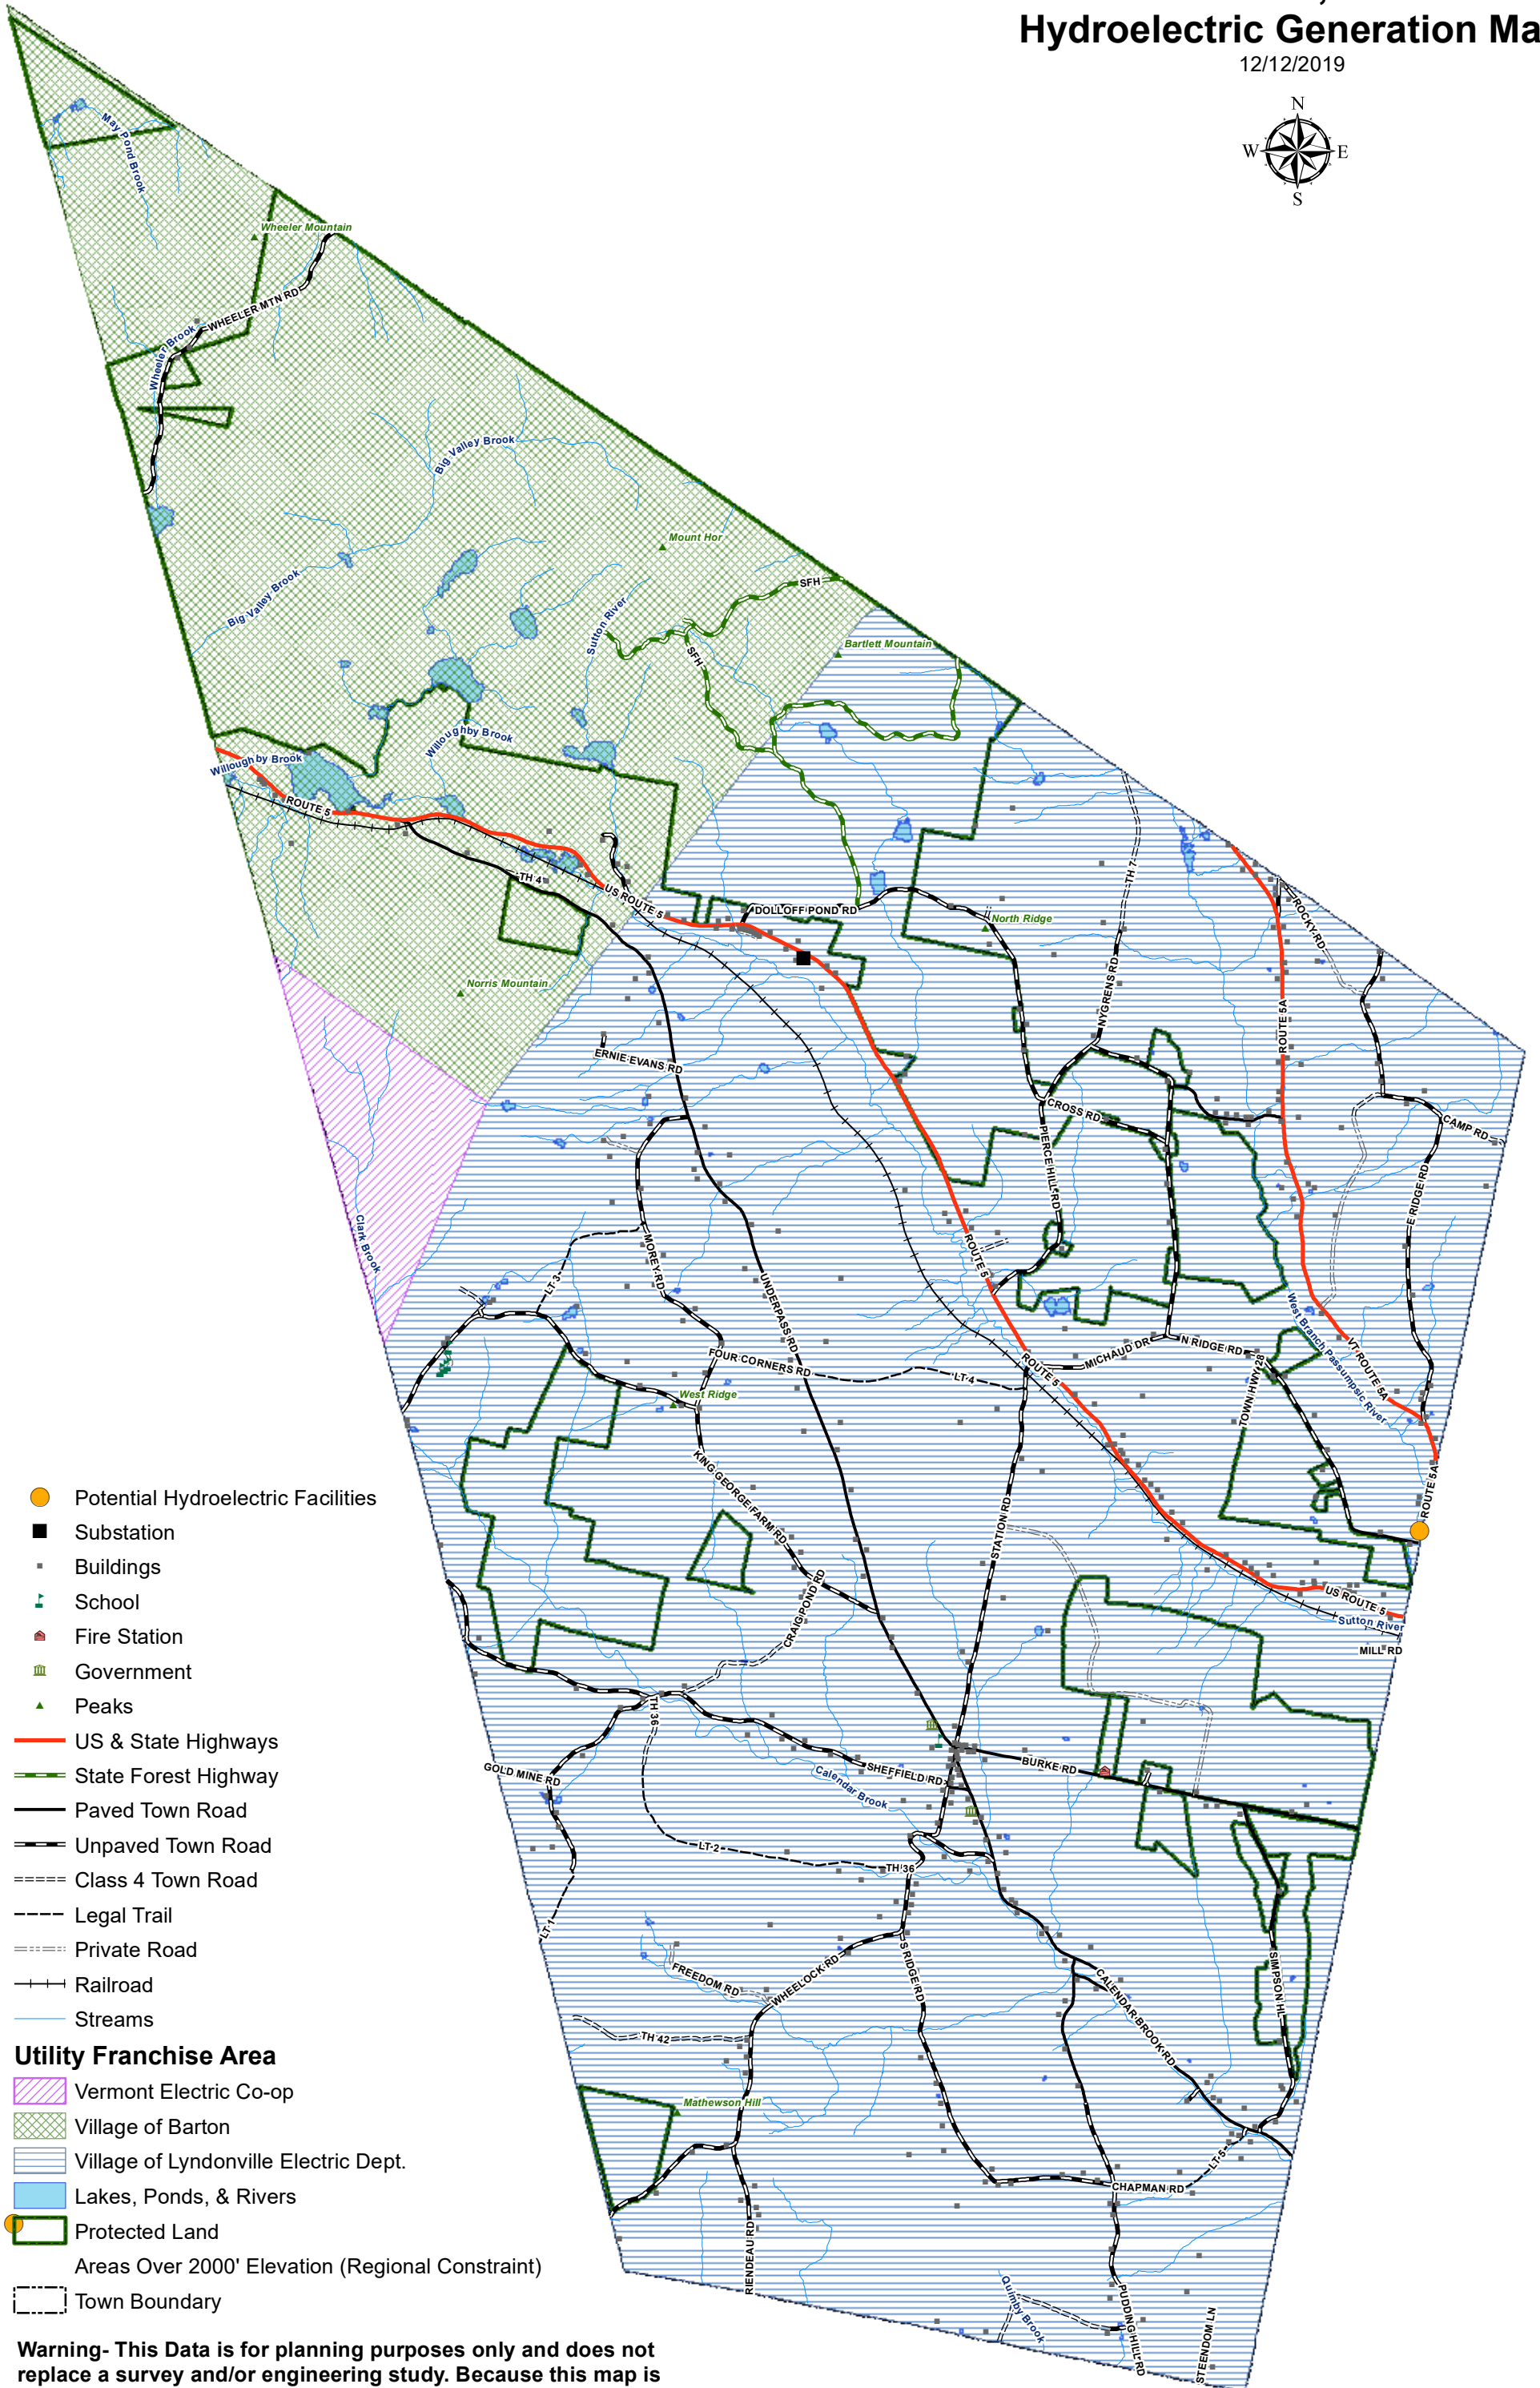 Hydroelectric Generation Ma
12/12/2019
N
W E
S
May Pond Brook
Wheeler Mountain
WHEELER MTN RD
Wheeler Brook
Big Valley Brook
Mount Hor
Big Valley Brook
SFH
Sutton River
SFH
Bartlett Mountain
Willoughby Brook
Willoughby Brook
ROUTE 5
TH 4
US ROUTE 5
DOLLOFF POND RD
North Ridge
TH 7
ROCKY RD
Norris Mountain
NYGRENS RD
ROUTE 5A
ERNIE EVANS RD
CROSS RD
CAMP RD
PIERCE HILL RD
E RIDGE RD
Clark Brook
MOREY RD
LT-3
UNDERPASS RD
ROUTE 5
West Branch Passumpsic River
VT ROUTE 5A
FOUR CORNERS RD
LT-4
ROUTE 5
MICHAUD DR
N RIDGE RD
TOWN HWY 28
West Ridge
KING GEORGE FARM RD
STATION RD
ROUTE 5A
CRAIG POND RD
US ROUTE 5
Sutton River
MILL RD
TH 36
GOLD MINE RD
SHEFFIELD RD
Calendar Brook
BURKE RD
LT-2
TH 36
LT-1
FREEDOM RD
WHEELOCK RD
S RIDGE RD
CALENDAR BROOK RD
SIMPSON HL
TH 42
Mathewson Hill
LT-5
CHAPMAN RD
RIENDEAU RD
Quimby Brook
PUDDING HILL RD
STEENDOM LN
Potential Hydroelectric Facilities
Substation
Buildings
School
Fire Station
Government
Peaks
US & State Highways
State Forest Highway
Paved Town Road
Unpaved Town Road
Class 4 Town Road
Legal Trail
Private Road
Railroad
Streams
Utility Franchise Area
Vermont Electric Co-op
Village of Barton
Village of Lyndonville Electric Dept.
Lakes, Ponds, & Rivers
Protected Land
Areas Over 2000' Elevation (Regional Constraint)
Town Boundary
Warning- This Data is for planning purposes only and does not
replace a survey and/or engineering study. Because this map is